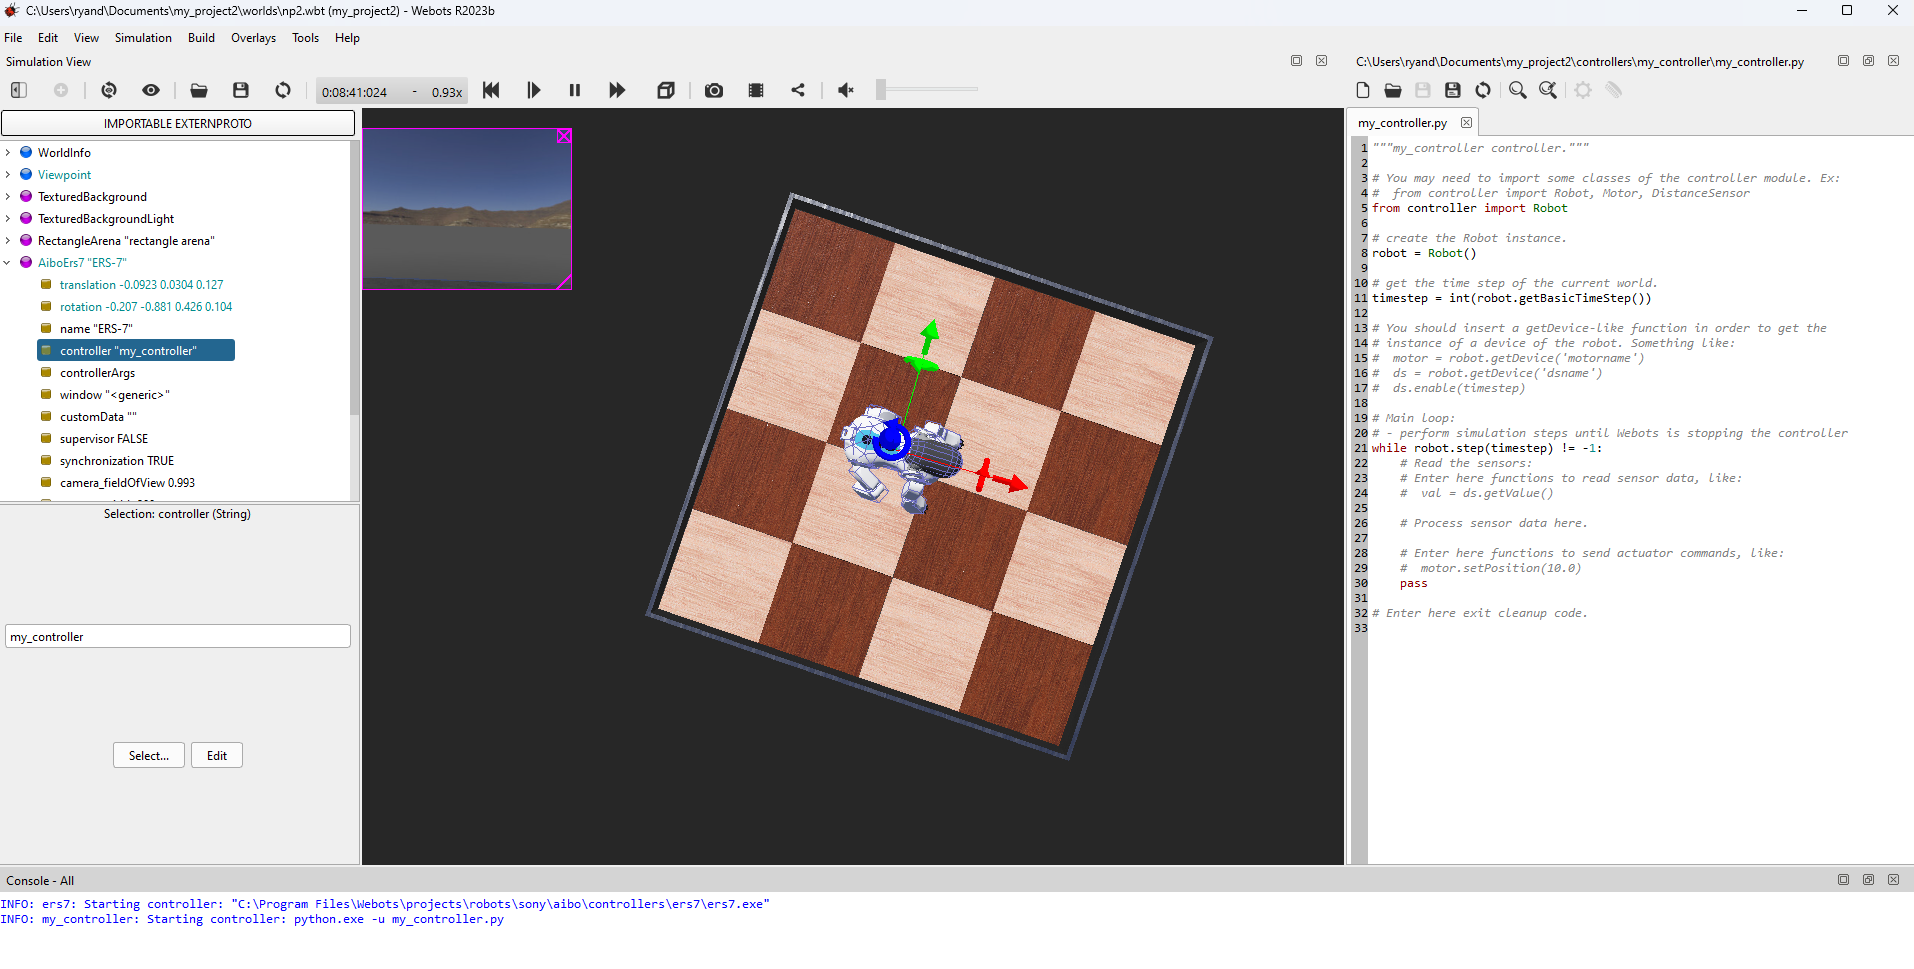 C:\Users\ryand\Documents\my_project2\worlds\np2.wbt (my_project2) - Webots R2023b
File Edit View Simulation Build Overlays Tools Help
Simulation View
0:08:41:024 - 0.93x
IMPORTABLE EXTERNPROTO
WorldInfo
Viewpoint
TexturedBackground
TexturedBackgroundLight
RectangleArena "rectangle arena"
AiboErs7 "ERS-7"
translation -0.0923 0.0304 0.127
rotation -0.207 -0.881 0.426 0.104
name "ERS-7"
controller "my_controller"
controllerArgs
window "<generic>"
customData ""
supervisor FALSE
synchronization TRUE
camera_fieldOfView 0.993
Selection: controller (String)
my_controller
Select... Edit
C:\Users\ryand\Documents\my_project2\controllers\my_controller\my_controller.py
my_controller.py
1 """my_controller controller."""
2
3 # You may need to import some classes of the controller module. Ex:
4 #  from controller import Robot, Motor, DistanceSensor
5 from controller import Robot
6
7 # create the Robot instance.
8 robot = Robot()
9
10 # get the time step of the current world.
11 timestep = int(robot.getBasicTimeStep())
12
13 # You should insert a getDevice-like function in order to get the
14 # instance of a device of the robot. Something like:
15 #  motor = robot.getDevice('motorname')
16 #  ds = robot.getDevice('dsname')
17 #  ds.enable(timestep)
18
19 # Main loop:
20 # - perform simulation steps until Webots is stopping the controller
21 while robot.step(timestep) != -1:
22     # Read the sensors:
23     # Enter here functions to read sensor data, like:
24     #  val = ds.getValue()
25
26     # Process sensor data here.
27
28     # Enter here functions to send actuator commands, like:
29     #  motor.setPosition(10.0)
30     pass
31
32 # Enter here exit cleanup code.
33
Console - All
INFO: ers7: Starting controller: "C:\Program Files\Webots\projects\robots\sony\aibo\controllers\ers7\ers7.exe"
INFO: my_controller: Starting controller: python.exe -u my_controller.py